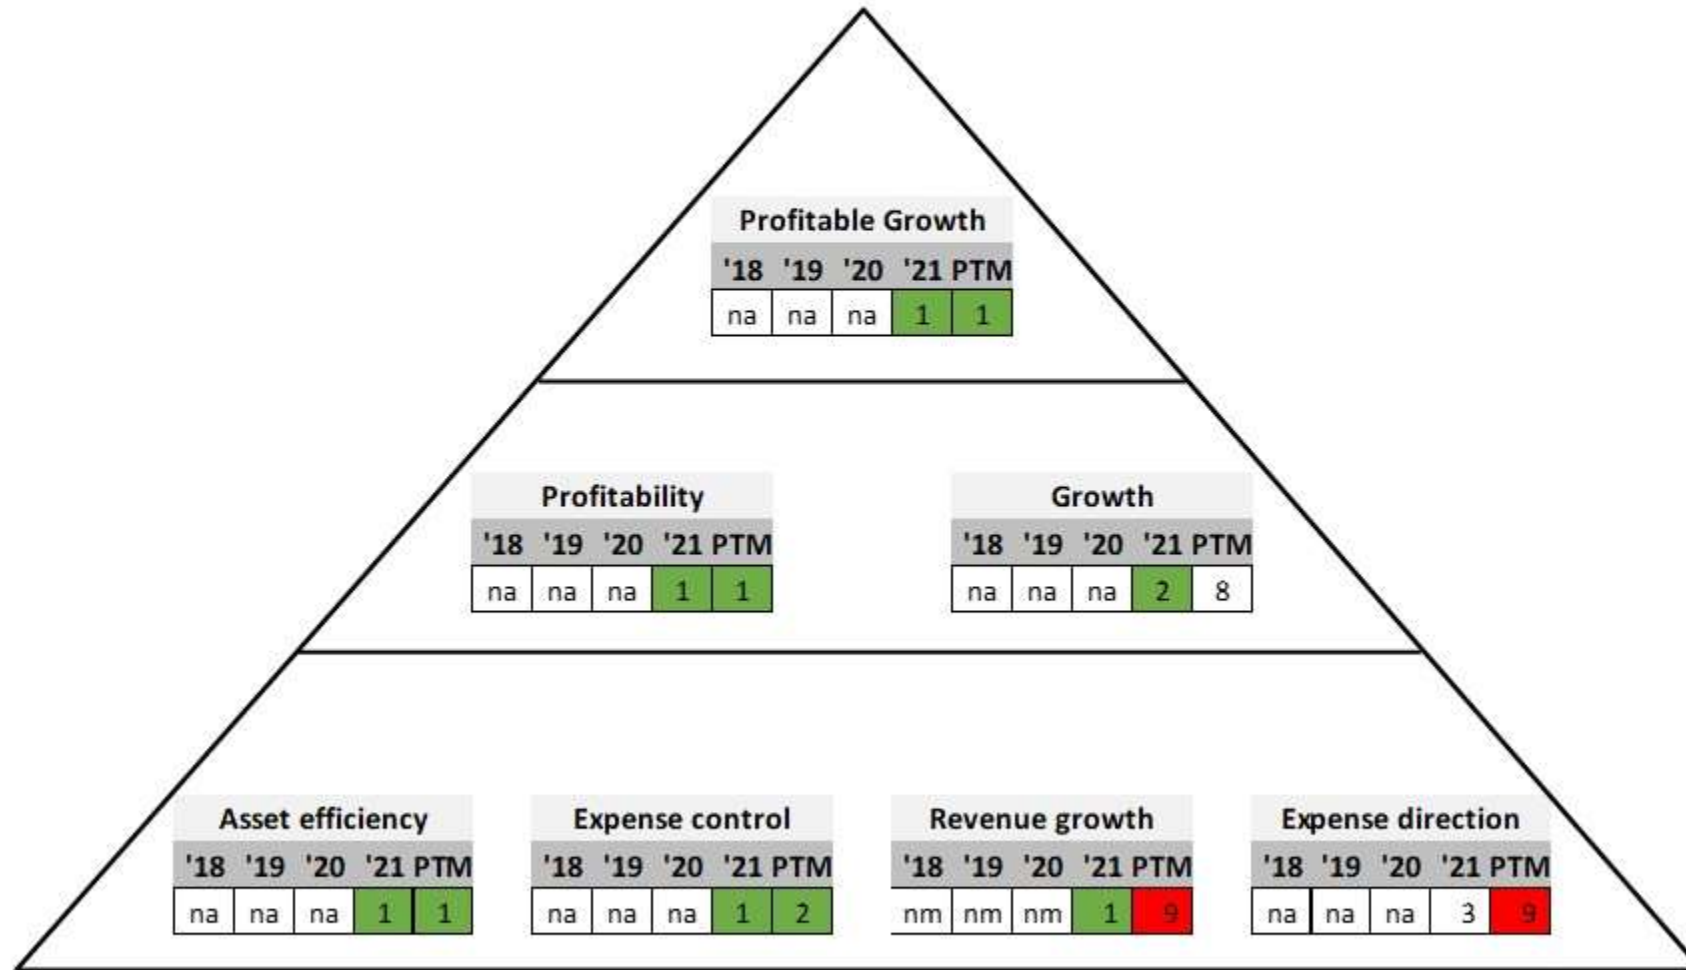 Profitable Growth
'18 '19 '20 '21 PTM
na na na 1 1
Profitability
'18 '19 '20 '21 PTM
na na na 1 1
Growth
'18 '19 '20 '21 PTM
na na na 2 8
Asset efficiency
'18 '19 '20 '21 PTM
na na na 1 1
Expense control
'18 '19 '20 '21 PTM
na na na 1 2
Revenue growth
'18 '19 '20 '21 PTM
nm nm nm 1 9
Expense direction
'18 '19 '20 '21 PTM
na na na 3 9